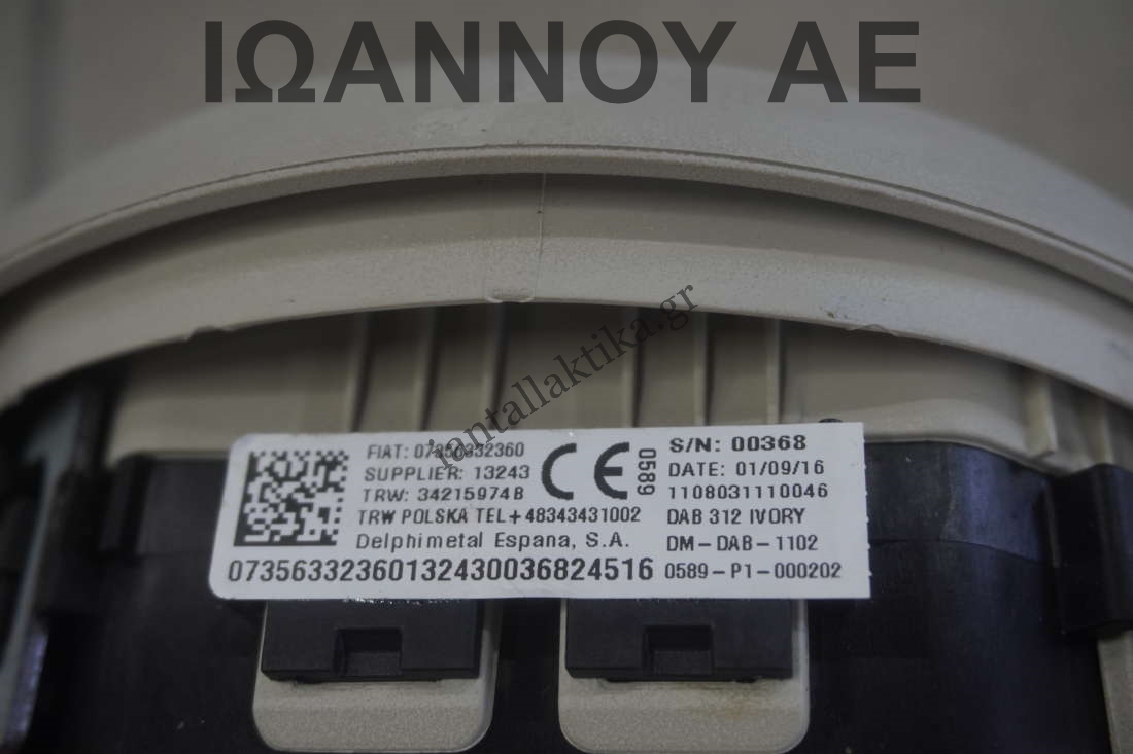 ΙΩΑΝΝΟΥ ΑΕ
iantallaktika.gr
FIAT: 07356332360
SUPPLIER: 13243
TRW: 34215974B
TRW POLSKA TEL+48343431002
Delphimetal Espana, S.A.
07356332360132430036824516
CE 0589
S/N: 00368
DATE: 01/09/16
1108031110046
DAB 312 IVORY
DM-DAB-1102
0589-P1-000202